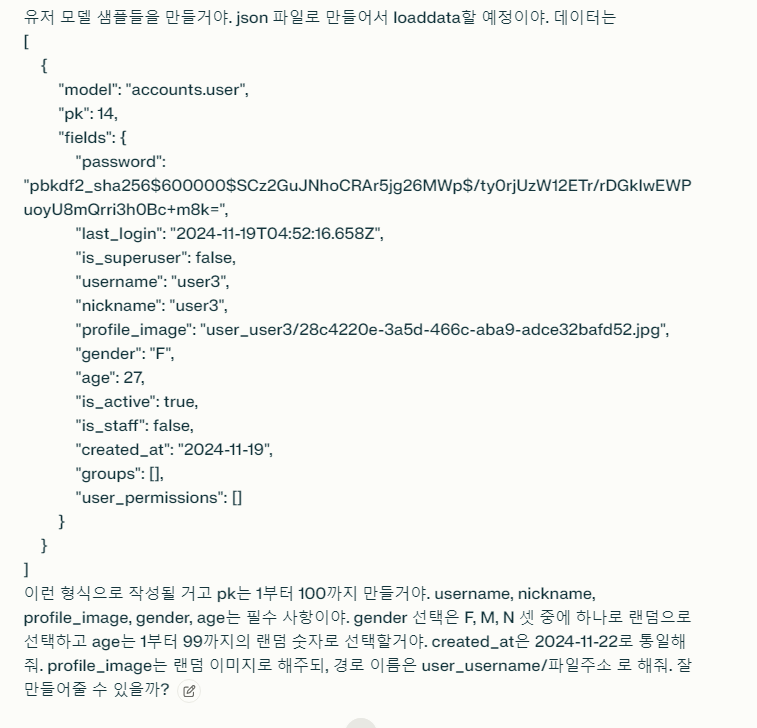 유저 모델 샘플들을 만들거야. json 파일로 만들어서 loaddata할 예정이야. 데이터는
[
    {
        "model": "accounts.user",
        "pk": 14,
        "fields": {
            "password":
"pbkdf2_sha256$600000$SCz2GuJNhoCRAr5jg26MWp$/ty0rjUzW12ETr/rDGkIwEWP
uoyU8mQrri3h0Bc+m8k=",
            "last_login": "2024-11-19T04:52:16.658Z",
            "is_superuser": false,
            "username": "user3",
            "nickname": "user3",
            "profile_image": "user_user3/28c4220e-3a5d-466c-aba9-adce32bafd52.jpg",
            "gender": "F",
            "age": 27,
            "is_active": true,
            "is_staff": false,
            "created_at": "2024-11-19",
            "groups": [],
            "user_permissions": []
        }
    }
]
이런 형식으로 작성될 거고 pk는 1부터 100까지 만들거야. username, nickname,
profile_image, gender, age는 필수 사항이야. gender 선택은 F, M, N 셋 중에 하나로 랜덤으로
선택하고 age는 1부터 99까지의 랜덤 숫자로 선택할거야. created_at은 2024-11-22로 통일해
줘. profile_image는 랜덤 이미지로 해주되, 경로 이름은 user_username/파일주소 로 해줘. 잘
만들어줄 수 있을까?